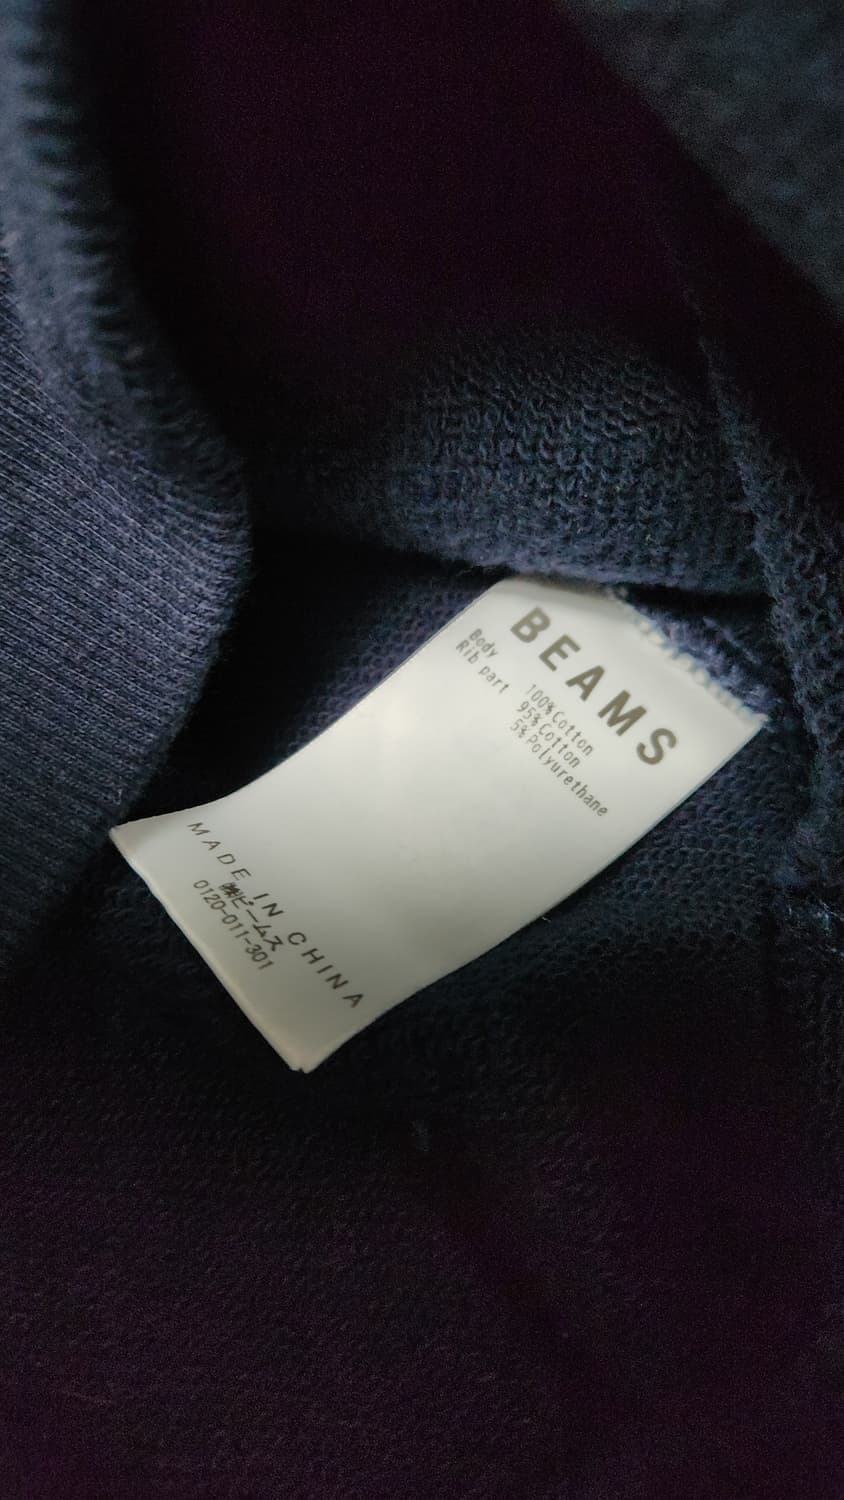 BEAMS
Body 100%Cotton
Rib part 95%Cotton
5%Polyurethane
MADE IN CHINA
㈱ビームス
0120-011-301